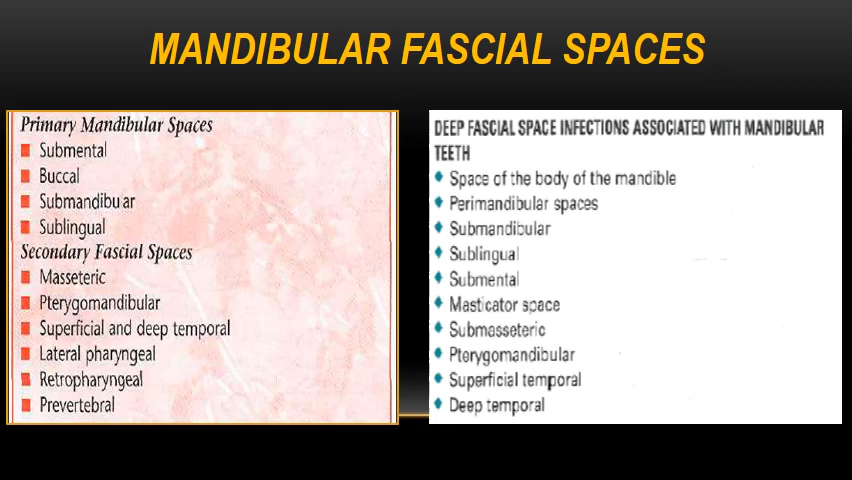 MANDIBULAR FASCIAL SPACES
Primary Mandibular Spaces
Submental
Buccal
Submandibular
Sublingual
Secondary Fascial Spaces
Masseteric
Pterygomandibular
Superficial and deep temporal
Lateral pharyngeal
Retropharyngeal
Prevertebral
DEEP FASCIAL SPACE INFECTIONS ASSOCIATED WITH MANDIBULAR
TEETH
Space of the body of the mandible
Perimandibular spaces
Submandibular
Sublingual
Submental
Masticator space
Submasseteric
Pterygomandibular
Superficial temporal
Deep temporal